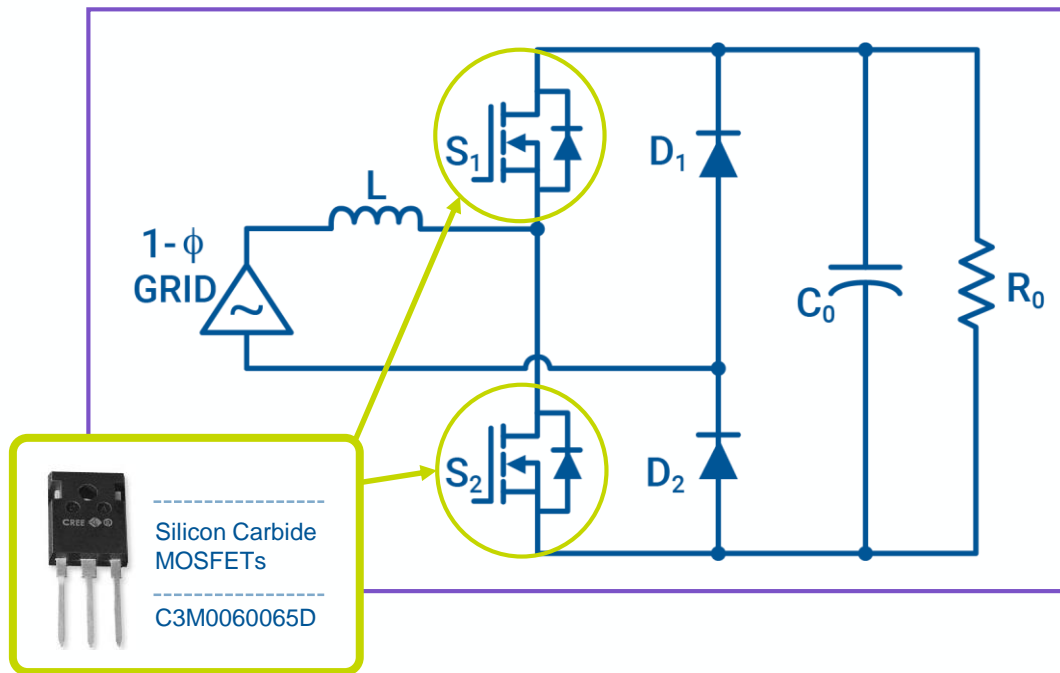 S₁
D₁
L
1-ϕ
GRID
~
C₀
R₀
S₂
D₂
CREE
Silicon Carbide
MOSFETs
C3M0060065D